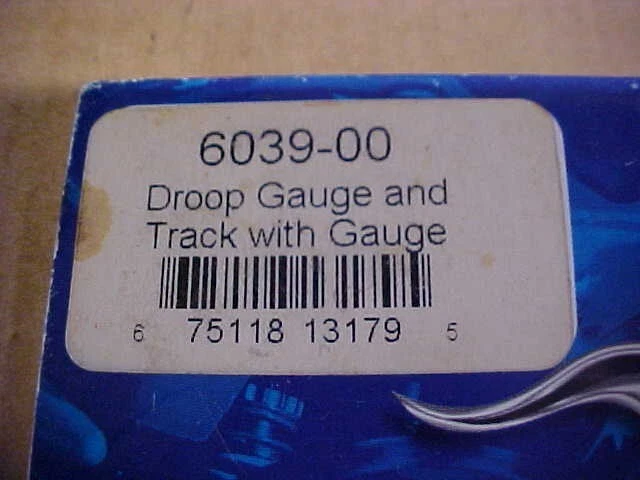 6039-00
Droop Gauge and
Track with Gauge
6 75118 13179 5